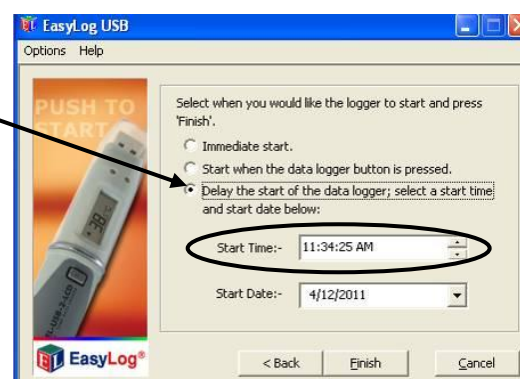 EasyLog USB
Options Help
PUSH TO
START
Select when you would like the logger to start and press
'Finish'.
Immediate start.
Start when the data logger button is pressed.
Delay the start of the data logger; select a start time
and start date below:
Start Time:- 11:34:25 AM
Start Date:- 4/12/2011
EasyLog®
< Back Finish Cancel